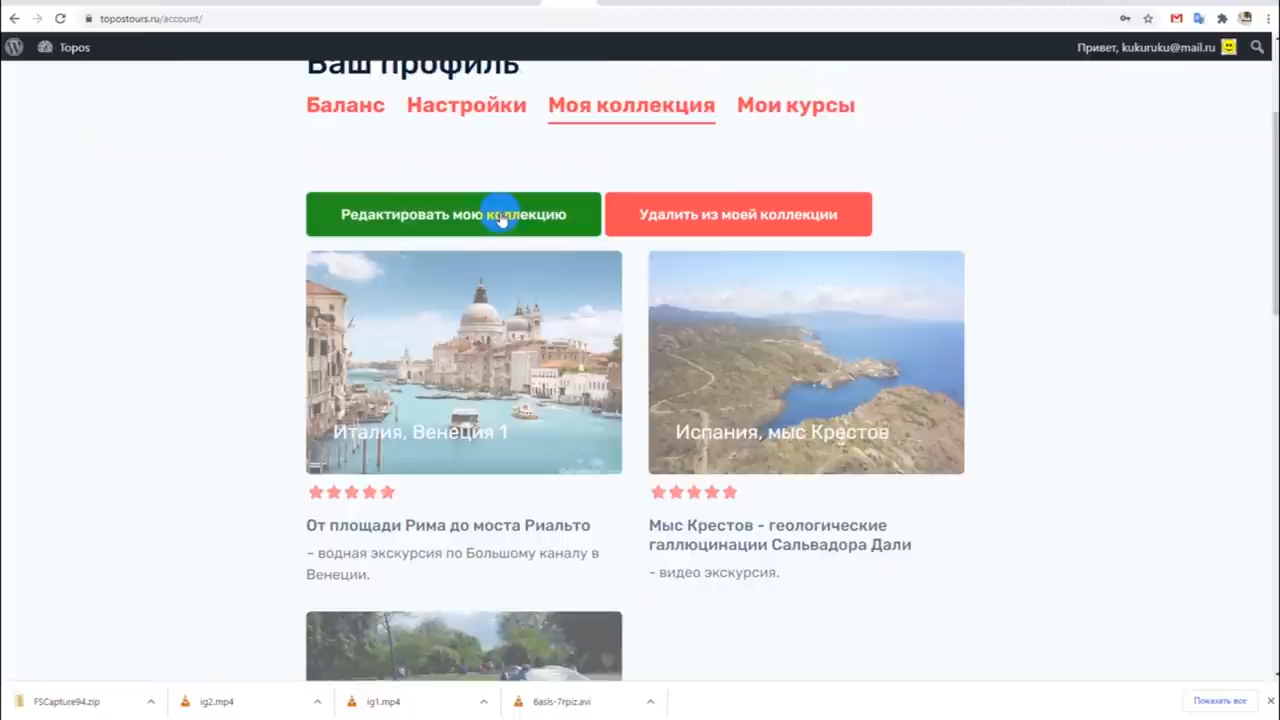 topostours.ru/account/
Topos
Привет, kukuruku@mail.ru
Ваш профиль
Баланс Настройки Моя коллекция Мои курсы
Редактировать мою коллекцию Удалить из моей коллекции
Италия, Венеция 1
Испания, мыс Крестов
От площади Рима до моста Риальто
- водная экскурсия по Большому каналу в
Венеции.
Мыс Крестов - геологические
галлюцинации Сальвадора Дали
- видео экскурсия.
FSCapture94.zip ig2.mp4 ig1.mp4 6asls-7rpiz.avi Показать все